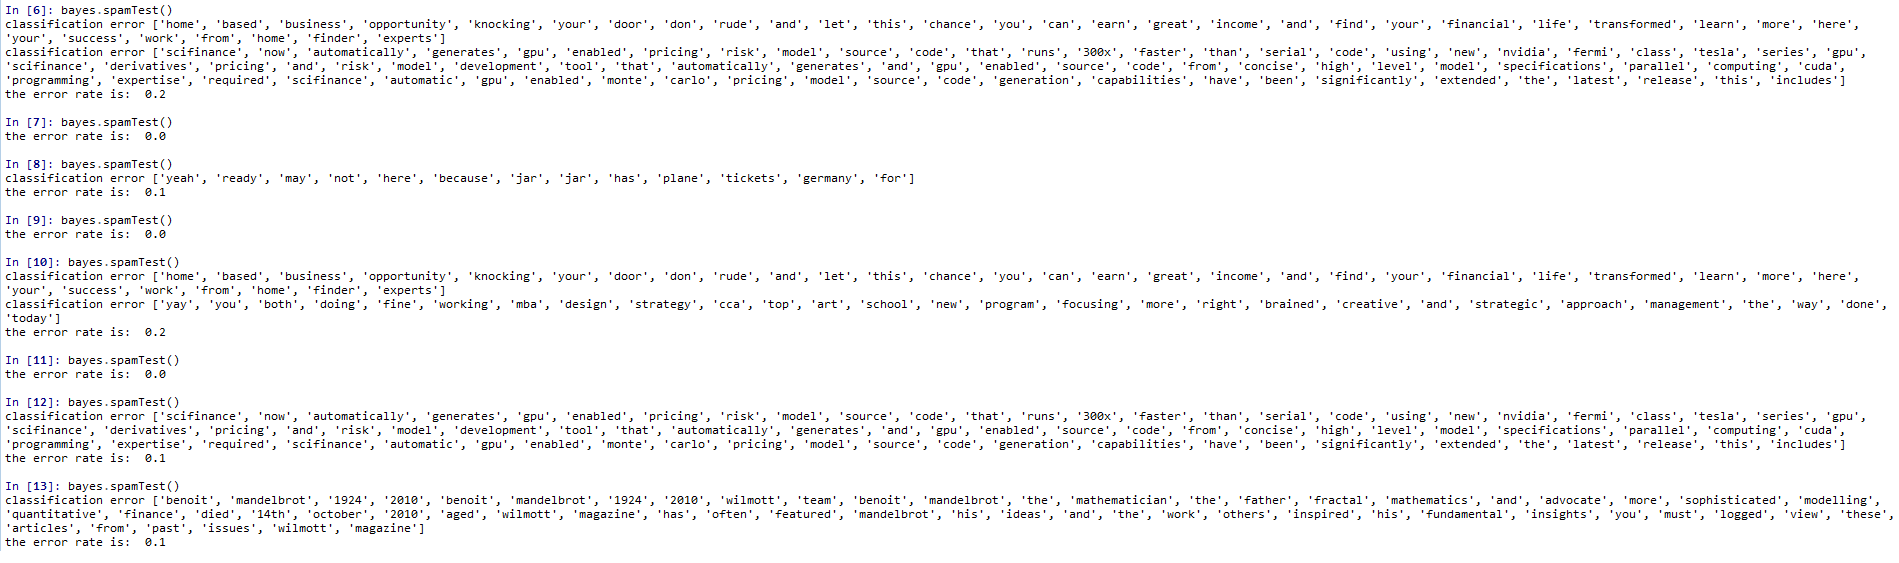 In [6]: bayes.spamTest()
classification error ['home', 'based', 'business', 'opportunity', 'knocking', 'your', 'door', 'don', 'rude', 'and', 'let', 'this', 'chance', 'you', 'can', 'earn', 'great', 'income', 'and', 'find', 'your', 'financial', 'life', 'transformed', 'learn', 'more', 'here',
'your', 'success', 'work', 'from', 'home', 'finder', 'experts']
classification error ['scifinance', 'now', 'automatically', 'generates', 'gpu', 'enabled', 'pricing', 'risk', 'model', 'source', 'code', 'that', 'runs', '300x', 'faster', 'than', 'serial', 'code', 'using', 'new', 'nvidia', 'fermi', 'class', 'tesla', 'series', 'gpu',
'scifinance', 'derivatives', 'pricing', 'and', 'risk', 'model', 'development', 'tool', 'that', 'automatically', 'generates', 'and', 'gpu', 'enabled', 'source', 'code', 'from', 'concise', 'high', 'level', 'model', 'specifications', 'parallel', 'computing', 'cuda',
'programming', 'expertise', 'required', 'scifinance', 'automatic', 'gpu', 'enabled', 'monte', 'carlo', 'pricing', 'model', 'source', 'code', 'generation', 'capabilities', 'have', 'been', 'significantly', 'extended', 'the', 'latest', 'release', 'this', 'includes']
the error rate is:  0.2
In [7]: bayes.spamTest()
the error rate is:  0.0
In [8]: bayes.spamTest()
classification error ['yeah', 'ready', 'may', 'not', 'here', 'because', 'jar', 'jar', 'has', 'plane', 'tickets', 'germany', 'for']
the error rate is:  0.1
In [9]: bayes.spamTest()
the error rate is:  0.0
In [10]: bayes.spamTest()
classification error ['home', 'based', 'business', 'opportunity', 'knocking', 'your', 'door', 'don', 'rude', 'and', 'let', 'this', 'chance', 'you', 'can', 'earn', 'great', 'income', 'and', 'find', 'your', 'financial', 'life', 'transformed', 'learn', 'more', 'here',
'your', 'success', 'work', 'from', 'home', 'finder', 'experts']
classification error ['yay', 'you', 'both', 'doing', 'fine', 'working', 'mba', 'design', 'strategy', 'cca', 'top', 'art', 'school', 'new', 'program', 'focusing', 'more', 'right', 'brained', 'creative', 'and', 'strategic', 'approach', 'management', 'the', 'way', 'done',
'today']
the error rate is:  0.2
In [11]: bayes.spamTest()
the error rate is:  0.0
In [12]: bayes.spamTest()
classification error ['scifinance', 'now', 'automatically', 'generates', 'gpu', 'enabled', 'pricing', 'risk', 'model', 'source', 'code', 'that', 'runs', '300x', 'faster', 'than', 'serial', 'code', 'using', 'new', 'nvidia', 'fermi', 'class', 'tesla', 'series', 'gpu',
'scifinance', 'derivatives', 'pricing', 'and', 'risk', 'model', 'development', 'tool', 'that', 'automatically', 'generates', 'and', 'gpu', 'enabled', 'source', 'code', 'from', 'concise', 'high', 'level', 'model', 'specifications', 'parallel', 'computing', 'cuda',
'programming', 'expertise', 'required', 'scifinance', 'automatic', 'gpu', 'enabled', 'monte', 'carlo', 'pricing', 'model', 'source', 'code', 'generation', 'capabilities', 'have', 'been', 'significantly', 'extended', 'the', 'latest', 'release', 'this', 'includes']
the error rate is:  0.1
In [13]: bayes.spamTest()
classification error ['benoit', 'mandelbrot', '1924', '2010', 'benoit', 'mandelbrot', '1924', '2010', 'wilmott', 'team', 'benoit', 'mandelbrot', 'the', 'mathematician', 'the', 'father', 'fractal', 'mathematics', 'and', 'advocate', 'more', 'sophisticated', 'modelling',
'quantitative', 'finance', 'died', '14th', 'october', '2010', 'aged', 'wilmott', 'magazine', 'has', 'often', 'featured', 'mandelbrot', 'his', 'ideas', 'and', 'the', 'work', 'others', 'inspired', 'his', 'fundamental', 'insights', 'you', 'must', 'logged', 'view', 'these',
'articles', 'from', 'past', 'issues', 'wilmott', 'magazine']
the error rate is:  0.1